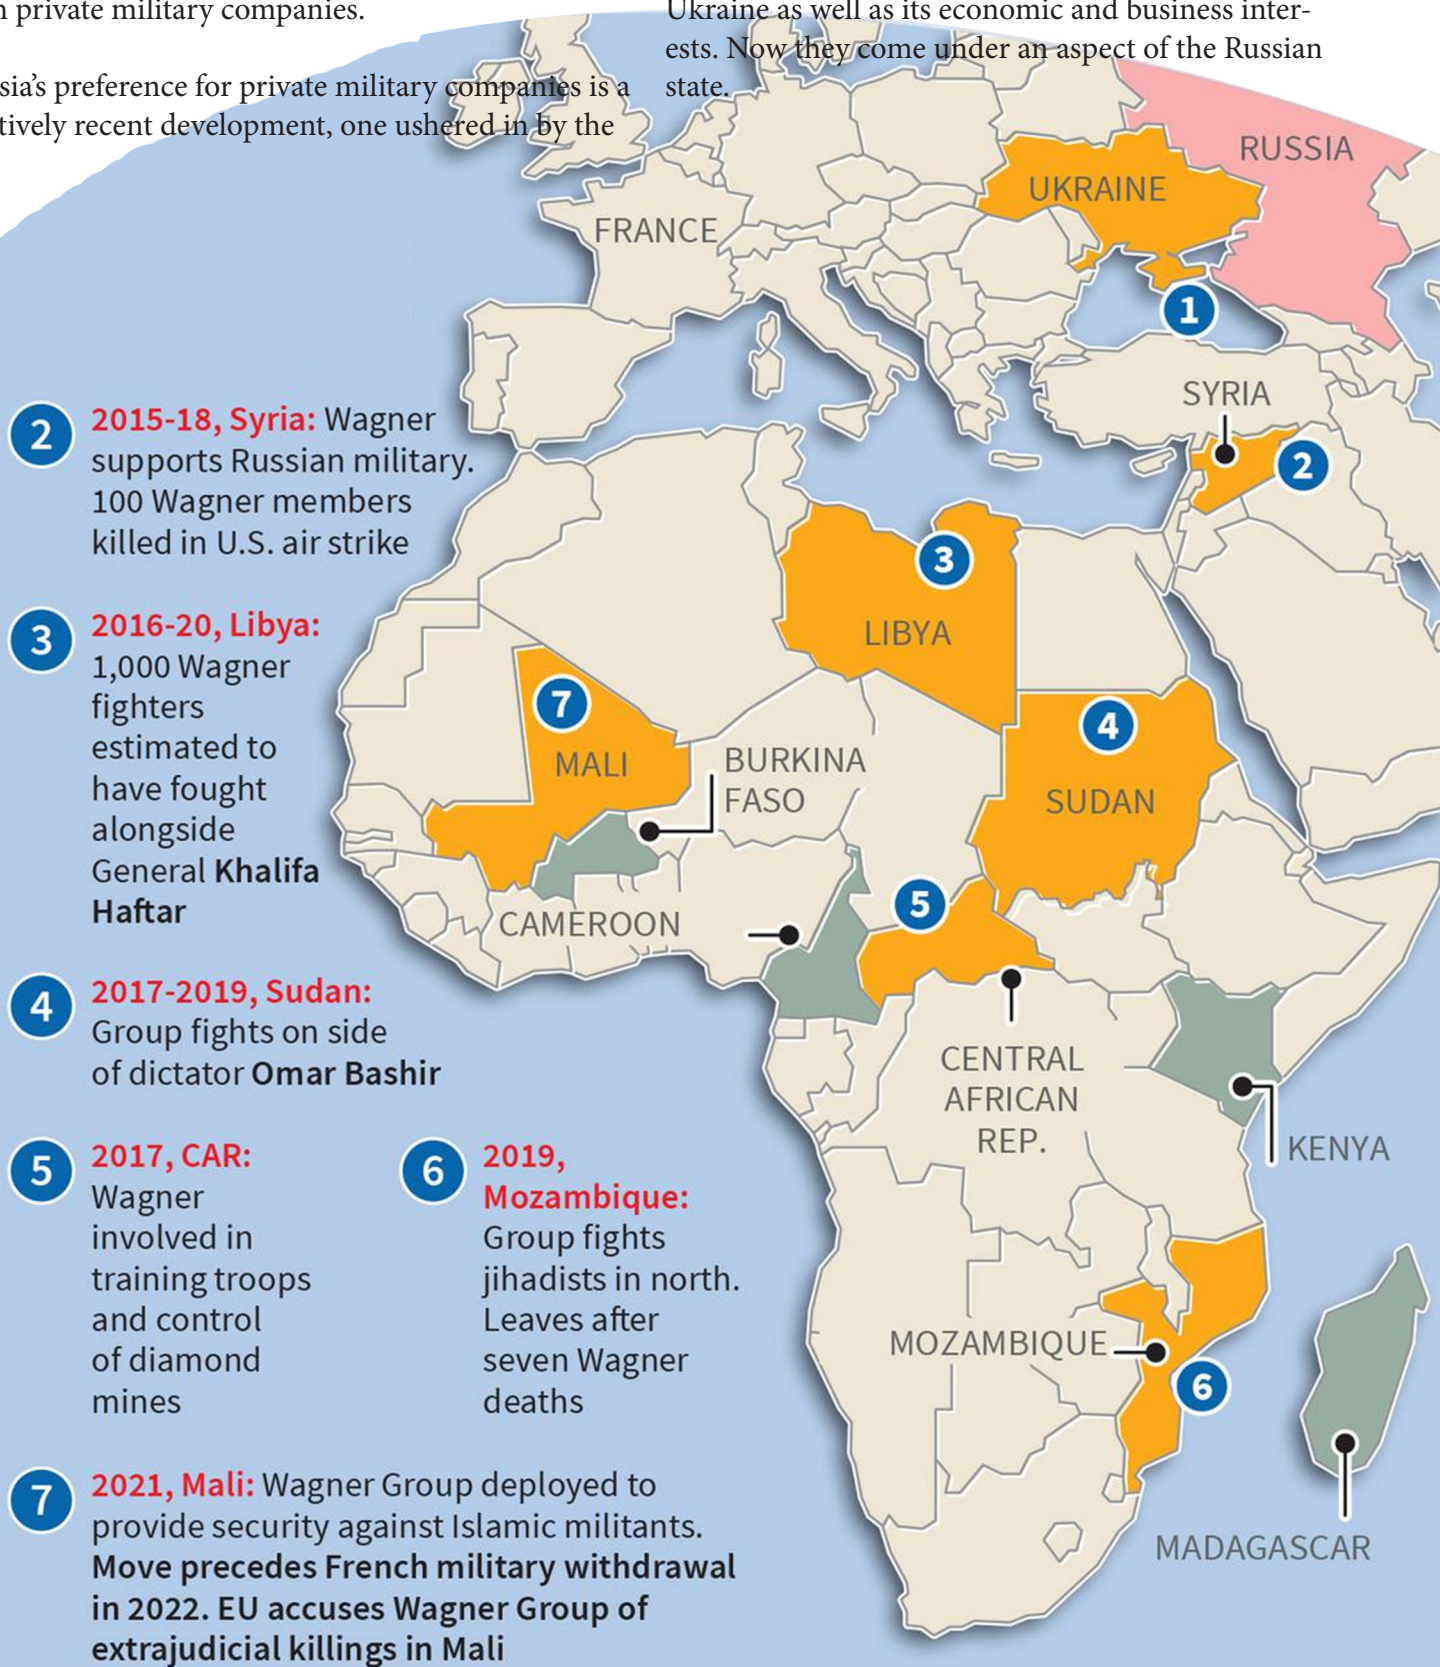 n private military companies.
sia’s preference for private military companies is a
tively recent development, one ushered in by the
Ukraine as well as its economic and business inter-
ests. Now they come under an aspect of the Russian
state.
RUSSIA
UKRAINE
FRANCE
1
SYRIA
2
3
LIBYA
7
MALI
4
SUDAN
BURKINA
FASO
5
CAMEROON
CENTRAL
AFRICAN
REP.
KENYA
MOZAMBIQUE
6
MADAGASCAR
2
2015-18, Syria: Wagner
supports Russian military.
100 Wagner members
killed in U.S. air strike
3
2016-20, Libya:
1,000 Wagner
fighters
estimated to
have fought
alongside
General Khalifa
Haftar
4
2017-2019, Sudan:
Group fights on side
of dictator Omar Bashir
5
2017, CAR:
Wagner
involved in
training troops
and control
of diamond
mines
6
2019,
Mozambique:
Group fights
jihadists in north.
Leaves after
seven Wagner
deaths
7
2021, Mali: Wagner Group deployed to
provide security against Islamic militants.
Move precedes French military withdrawal
in 2022. EU accuses Wagner Group of
extrajudicial killings in Mali